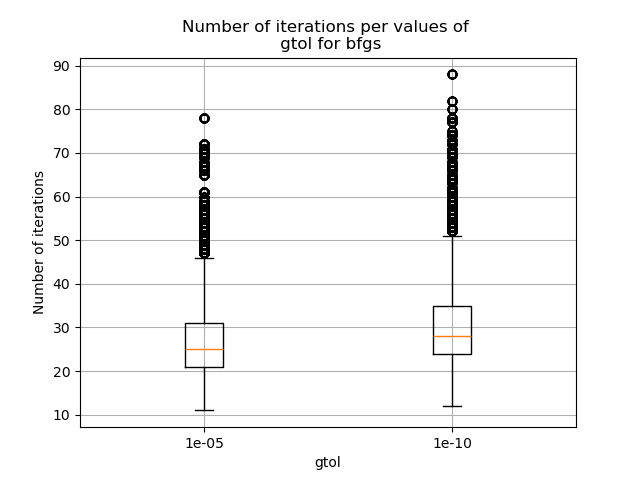 Number of iterations per values of
gtol for bfgs
Number of iterations
90
80
70
60
50
40
30
20
10
1e-05
1e-10
gtol